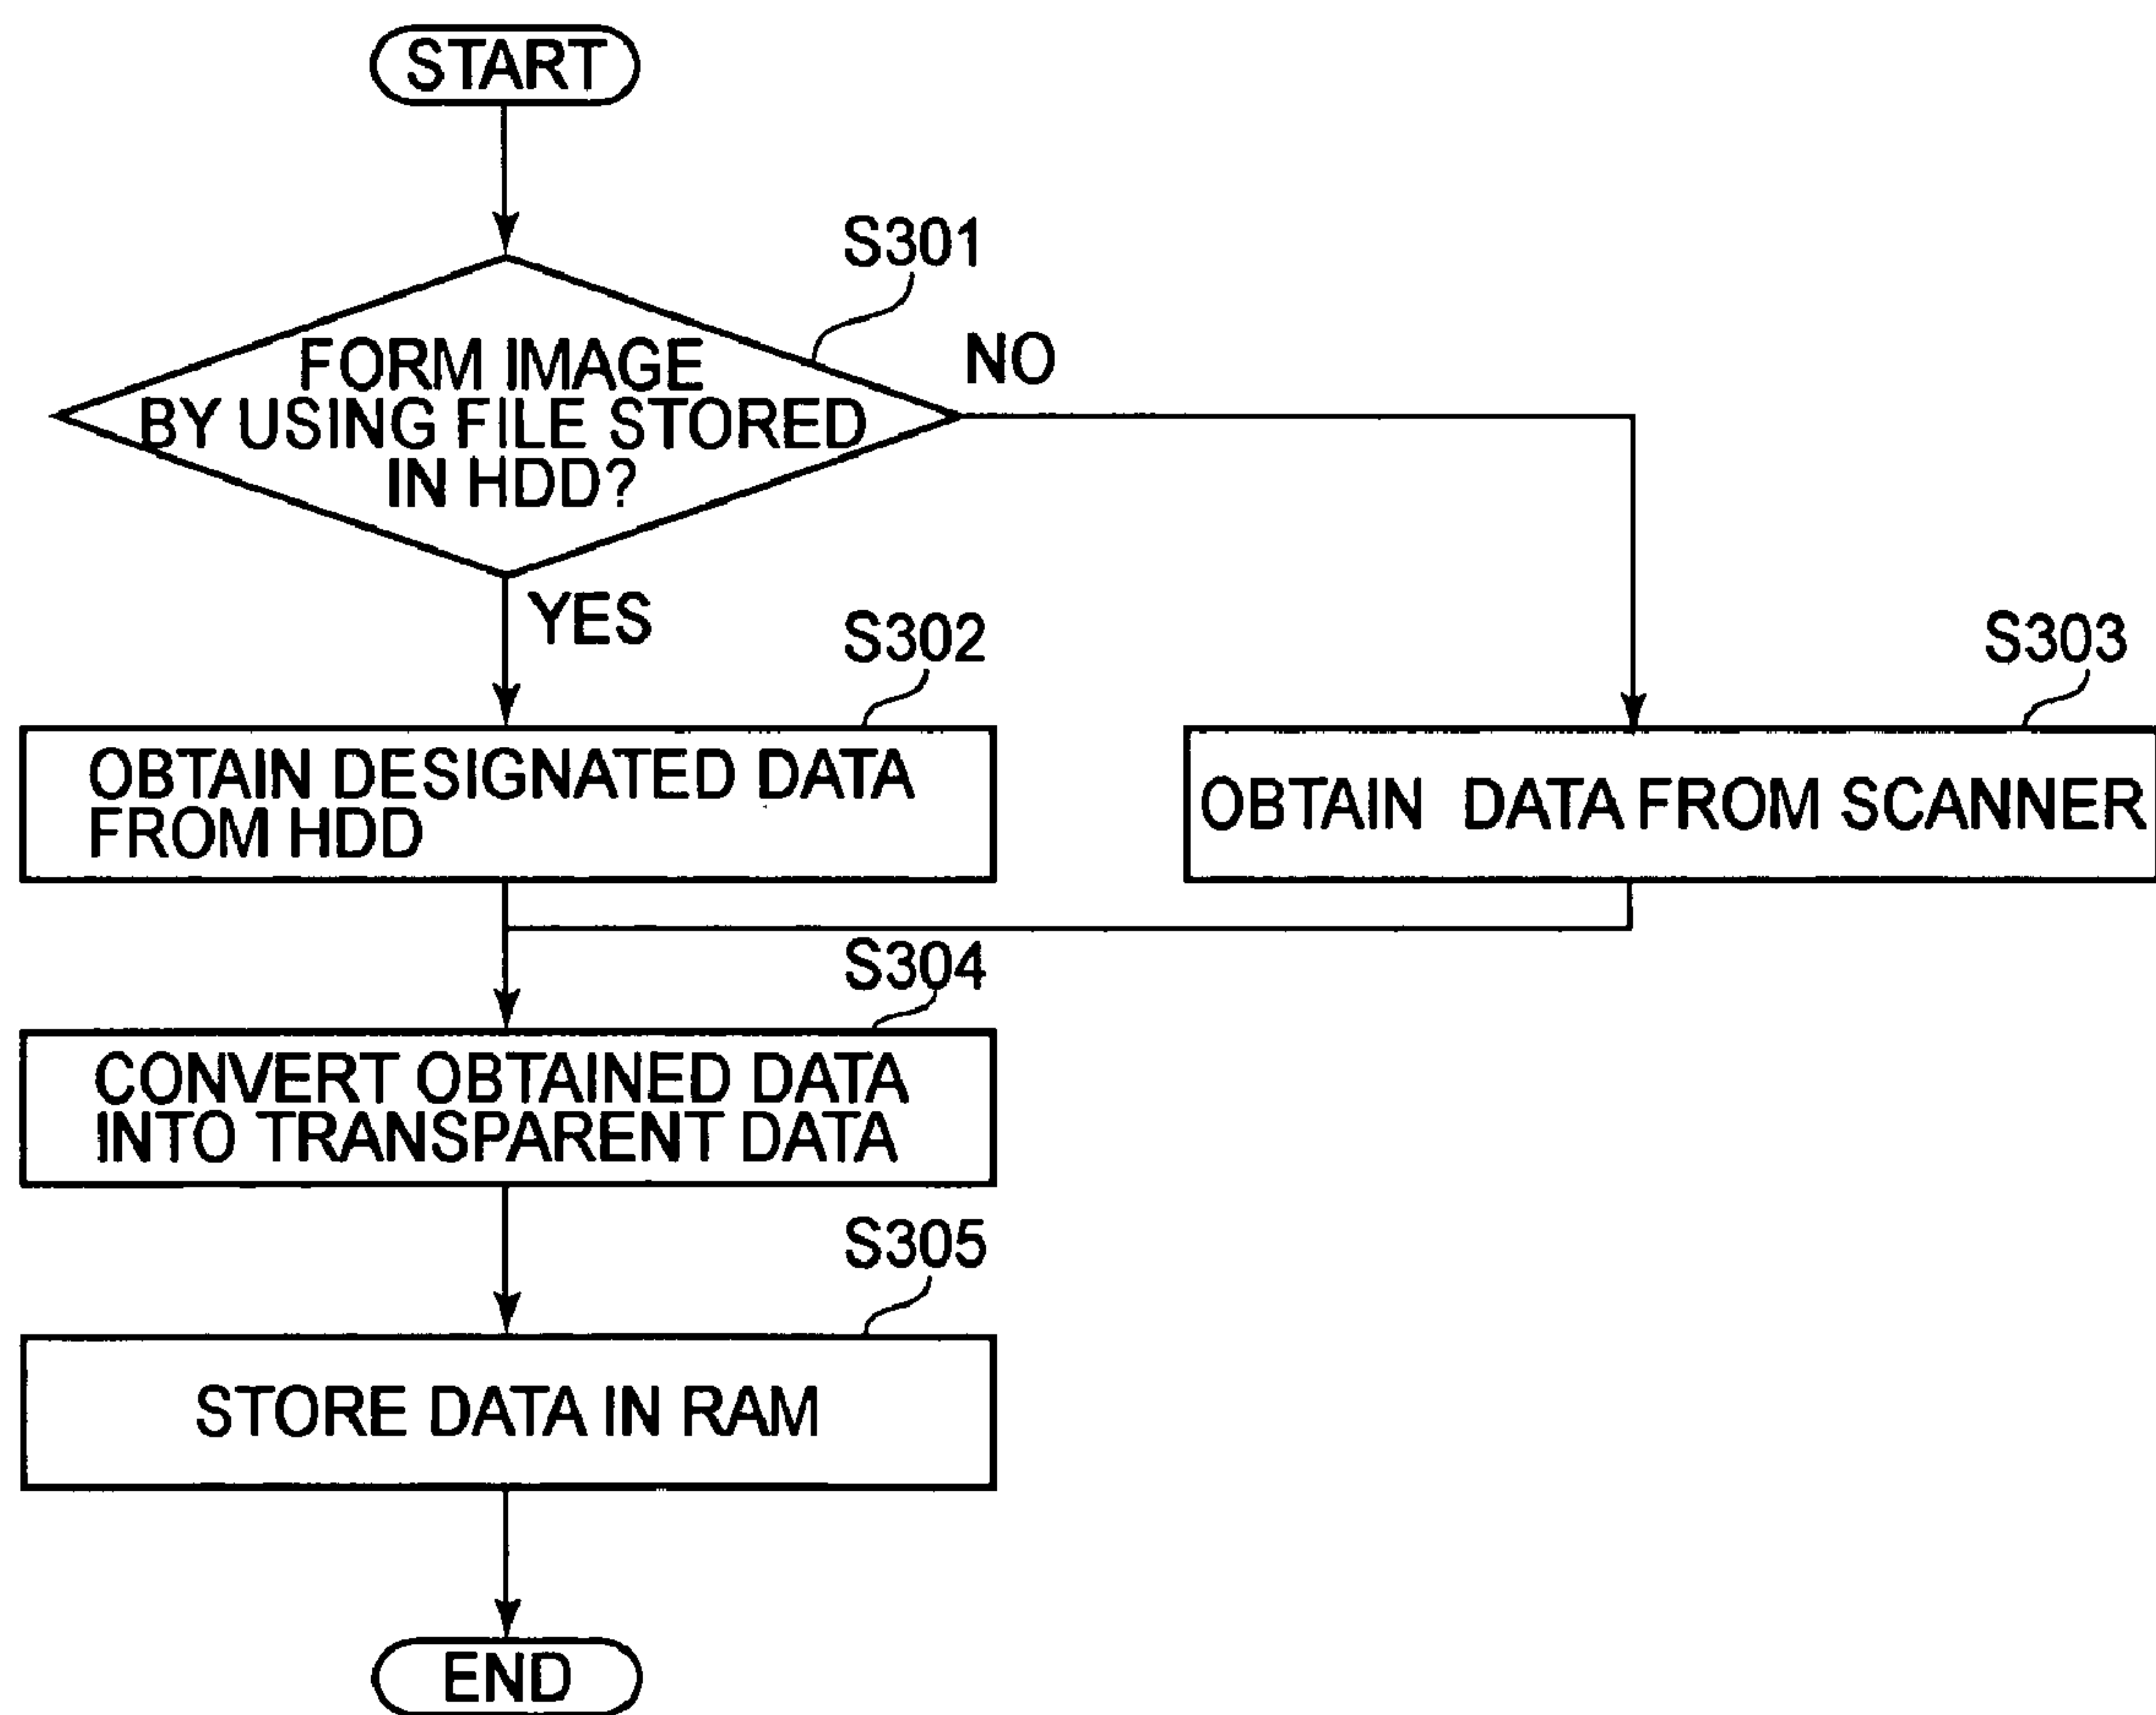 START
S301
FORM IMAGE
BY USING FILE STORED
IN HDD?
NO
YES
S302
OBTAIN DESIGNATED DATA
FROM HDD
S303
OBTAIN DATA FROM SCANNER
S304
CONVERT OBTAINED DATA
INTO TRANSPARENT DATA
S305
STORE DATA IN RAM
END